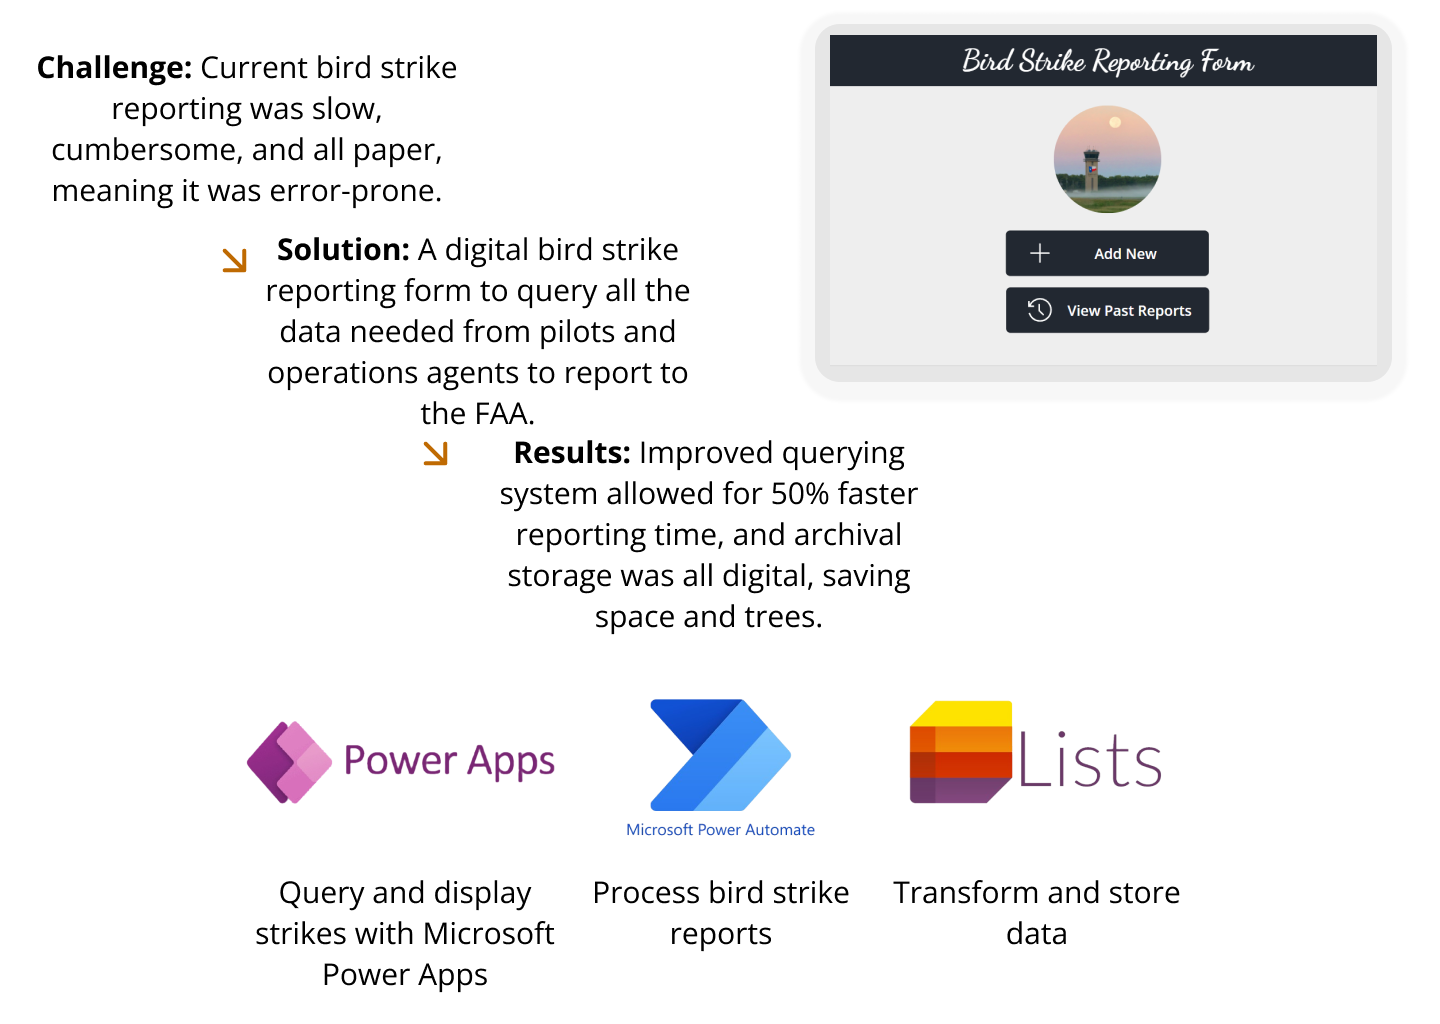 Challenge: Current bird strike
reporting was slow,
cumbersome, and all paper,
meaning it was error-prone.
Solution: A digital bird strike
reporting form to query all the
data needed from pilots and
operations agents to report to
the FAA.
Results: Improved querying
system allowed for 50% faster
reporting time, and archival
storage was all digital, saving
space and trees.
Bird Strike Reporting Form
Add New
View Past Reports
Power Apps
Microsoft Power Automate
Lists
Query and display
strikes with Microsoft
Power Apps
Process bird strike
reports
Transform and store
data